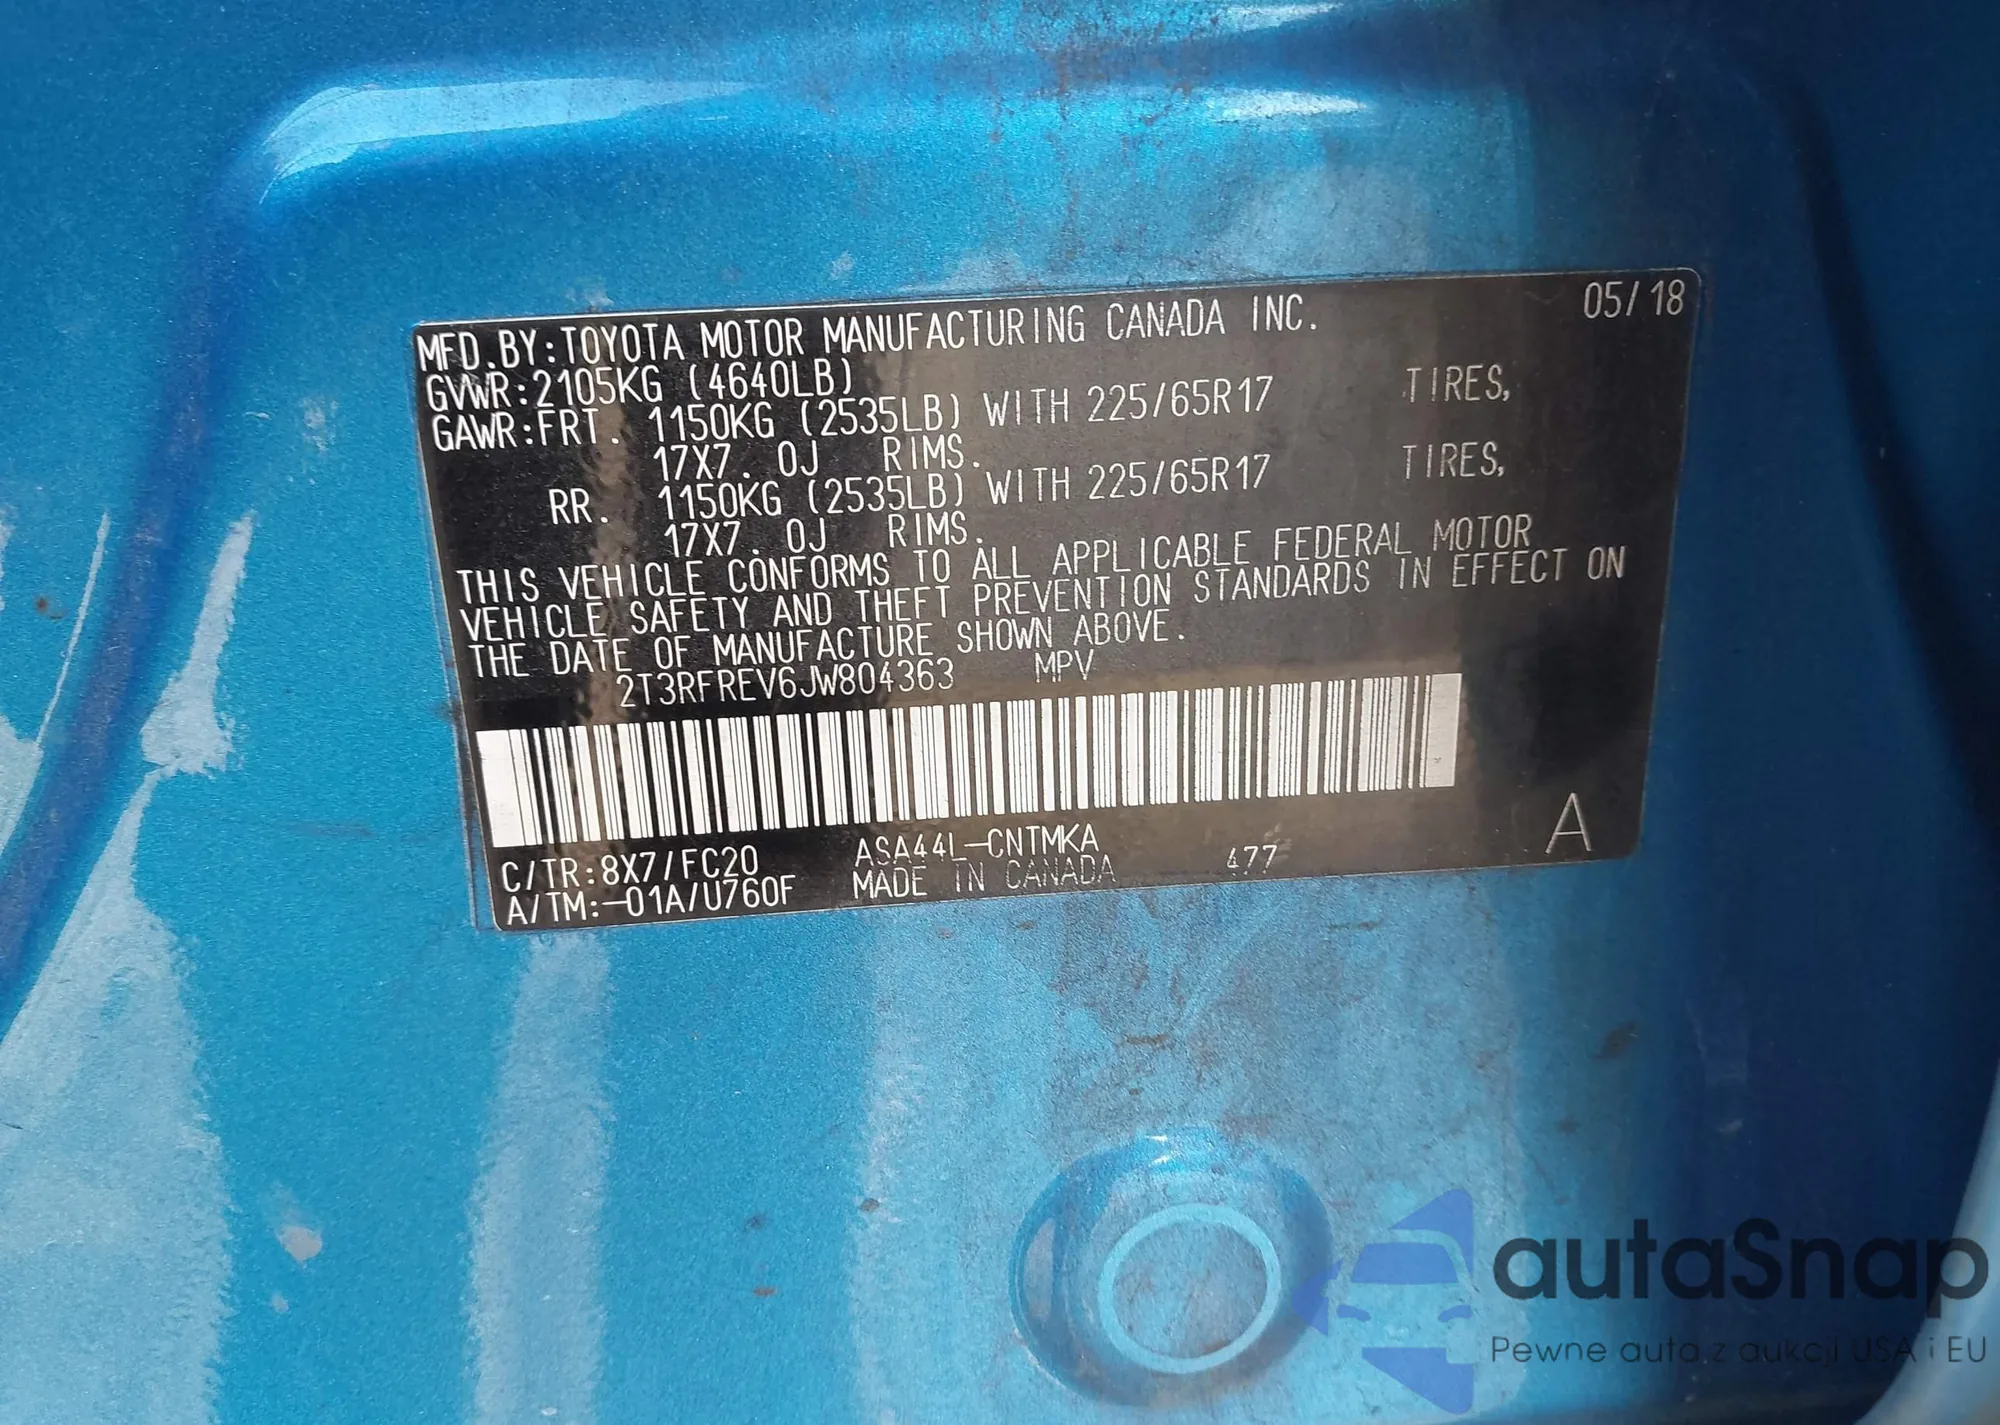 MFD.BY:TOYOTA MOTOR MANUFACTURING CANADA INC. 05/18
GVWR:2105KG (4640LB)
GAWR:FRT. 1150KG (2535LB) WITH 225/65R17 TIRES,
17X7.0J RIMS.
RR. 1150KG (2535LB) WITH 225/65R17 TIRES,
17X7.0J RIMS.
THIS VEHICLE CONFORMS TO ALL APPLICABLE FEDERAL MOTOR
VEHICLE SAFETY AND THEFT PREVENTION STANDARDS IN EFFECT ON
THE DATE OF MANUFACTURE SHOWN ABOVE.
2T3RFREV6JW804363 MPV
C/TR:8X7/FC20 ASA44L-CNTMKA
A/TM:-01A/U760F MADE IN CANADA 477 A
autaSnap
Pewne auta z aukcji USA i EU